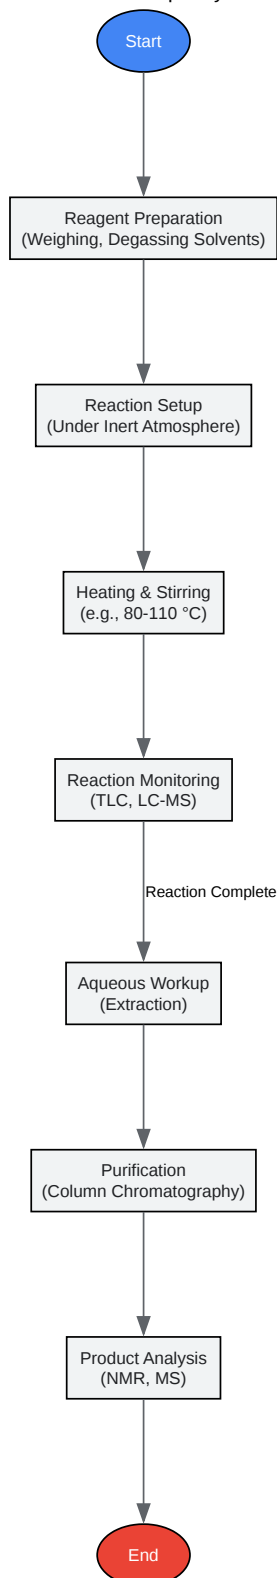 Start
Reagent Preparation
(Weighing, Degassing Solvents)
Reaction Setup
(Under Inert Atmosphere)
Heating & Stirring
(e.g., 80-110 °C)
Reaction Monitoring
(TLC, LC-MS)
Reaction Complete
Aqueous Workup
(Extraction)
Purification
(Column Chromatography)
Product Analysis
(NMR, MS)
End